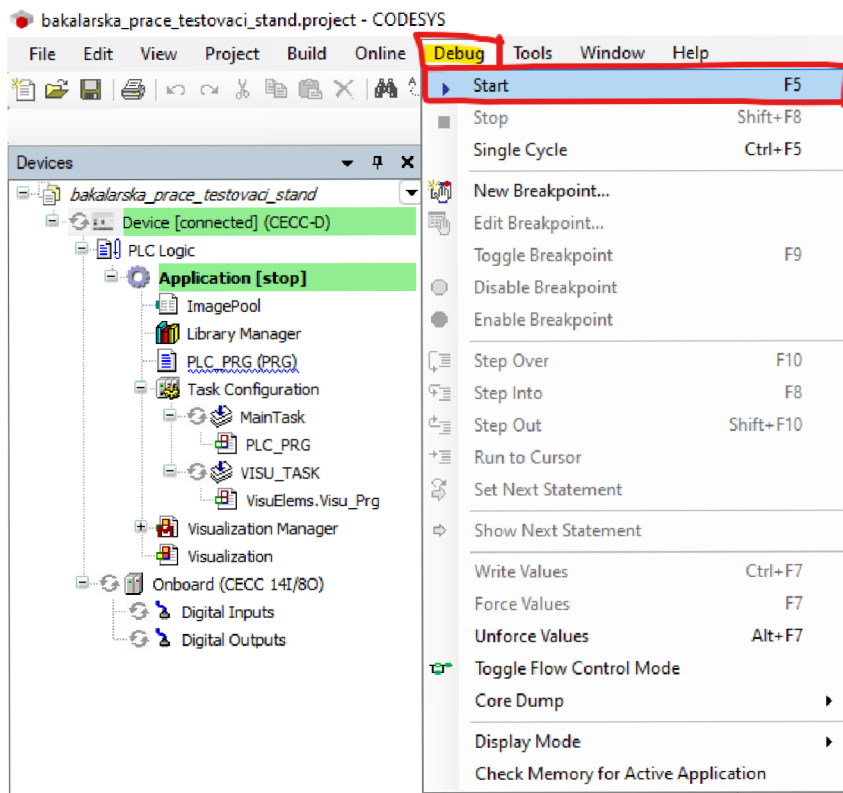 bakalarska_prace_testovaci_stand.project - CODESYS
File Edit View Project Build Online Debug Tools Window Help
Devices
bakalarska_prace_testovaci_stand
Device [connected] (CECC-D)
PLC Logic
Application [stop]
ImagePool
Library Manager
PLC_PRG (PRG)
Task Configuration
MainTask
PLC_PRG
VISU_TASK
VisuElems.Visu_Prg
Visualization Manager
Visualization
Onboard (CECC 14I/8O)
Digital Inputs
Digital Outputs
Start F5
Stop Shift+F8
Single Cycle Ctrl+F5
New Breakpoint...
Edit Breakpoint...
Toggle Breakpoint F9
Disable Breakpoint
Enable Breakpoint
Step Over F10
Step Into F8
Step Out Shift+F10
Run to Cursor
Set Next Statement
Show Next Statement
Write Values Ctrl+F7
Force Values F7
Unforce Values Alt+F7
Toggle Flow Control Mode
Core Dump
Display Mode
Check Memory for Active Application